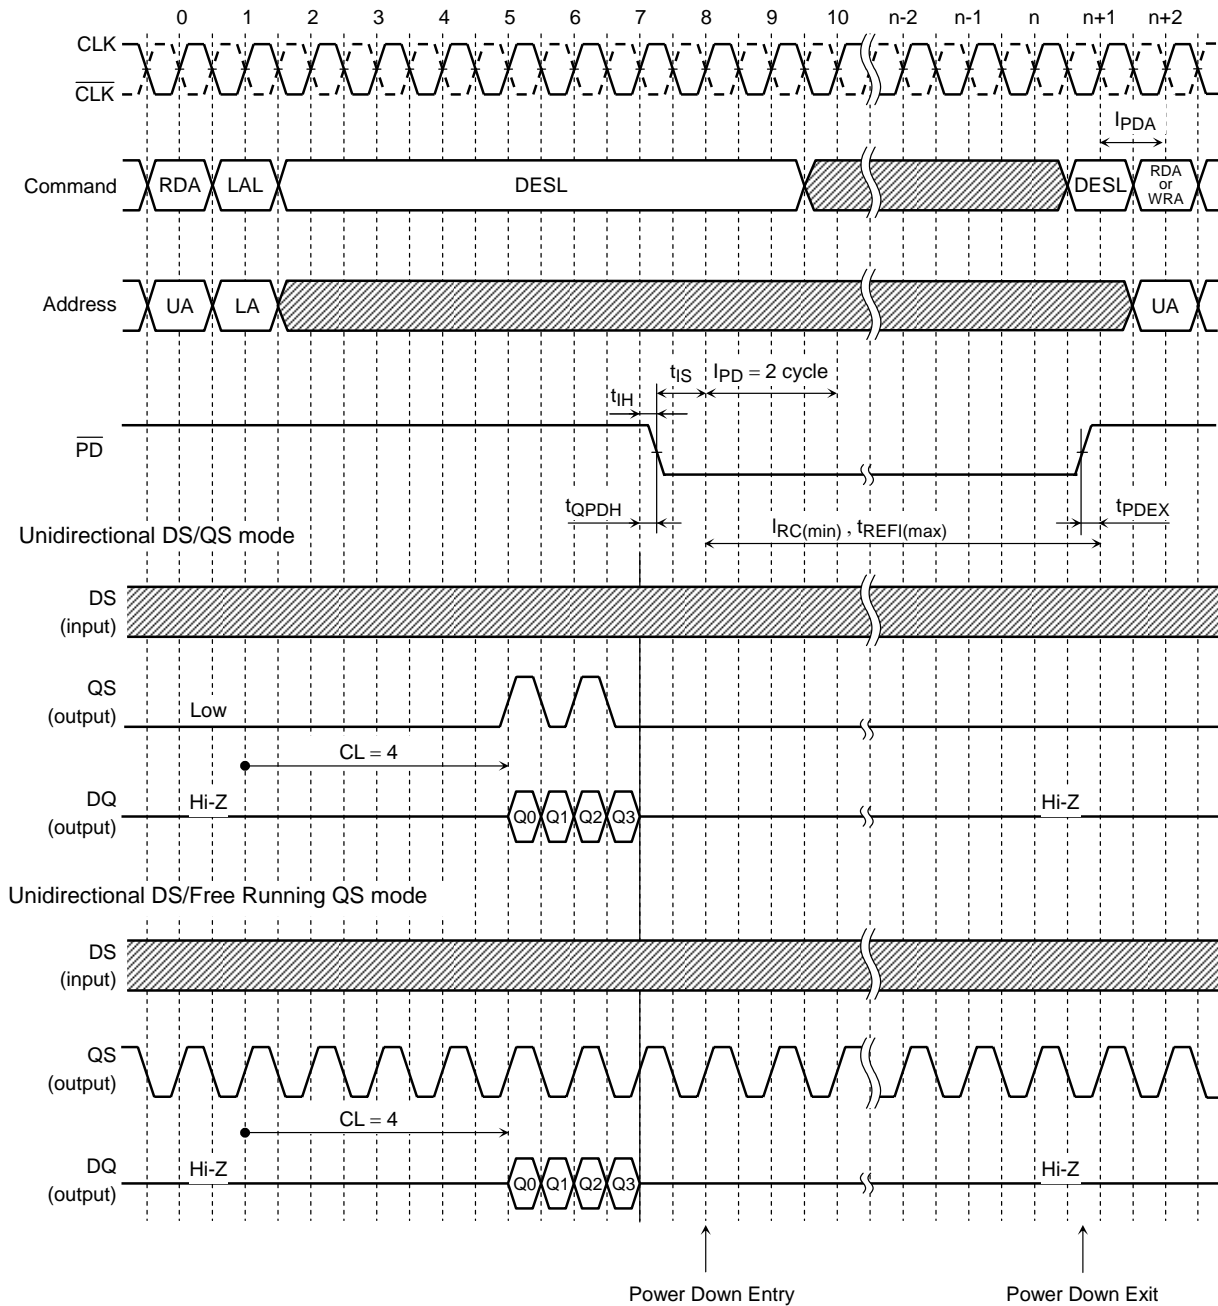 0 1 2 3 4 5 6 7 8 9 10 n-2 n-1 n n+1 n+2
CLK
CLK
IPDA
Command RDA LAL DESL DESL RDA or WRA
Address UA LA UA
tIS IPD = 2 cycle
tIH
PD
tQPDH tPDEX
IRC(min) , tREFI(max)
Unidirectional DS/QS mode
DS
(input)
QS
(output)
Low
CL = 4
DQ
(output)
Hi-Z Q0 Q1 Q2 Q3 Hi-Z
Unidirectional DS/Free Running QS mode
DS
(input)
QS
(output)
CL = 4
DQ
(output)
Hi-Z Q0 Q1 Q2 Q3 Hi-Z
Power Down Entry Power Down Exit